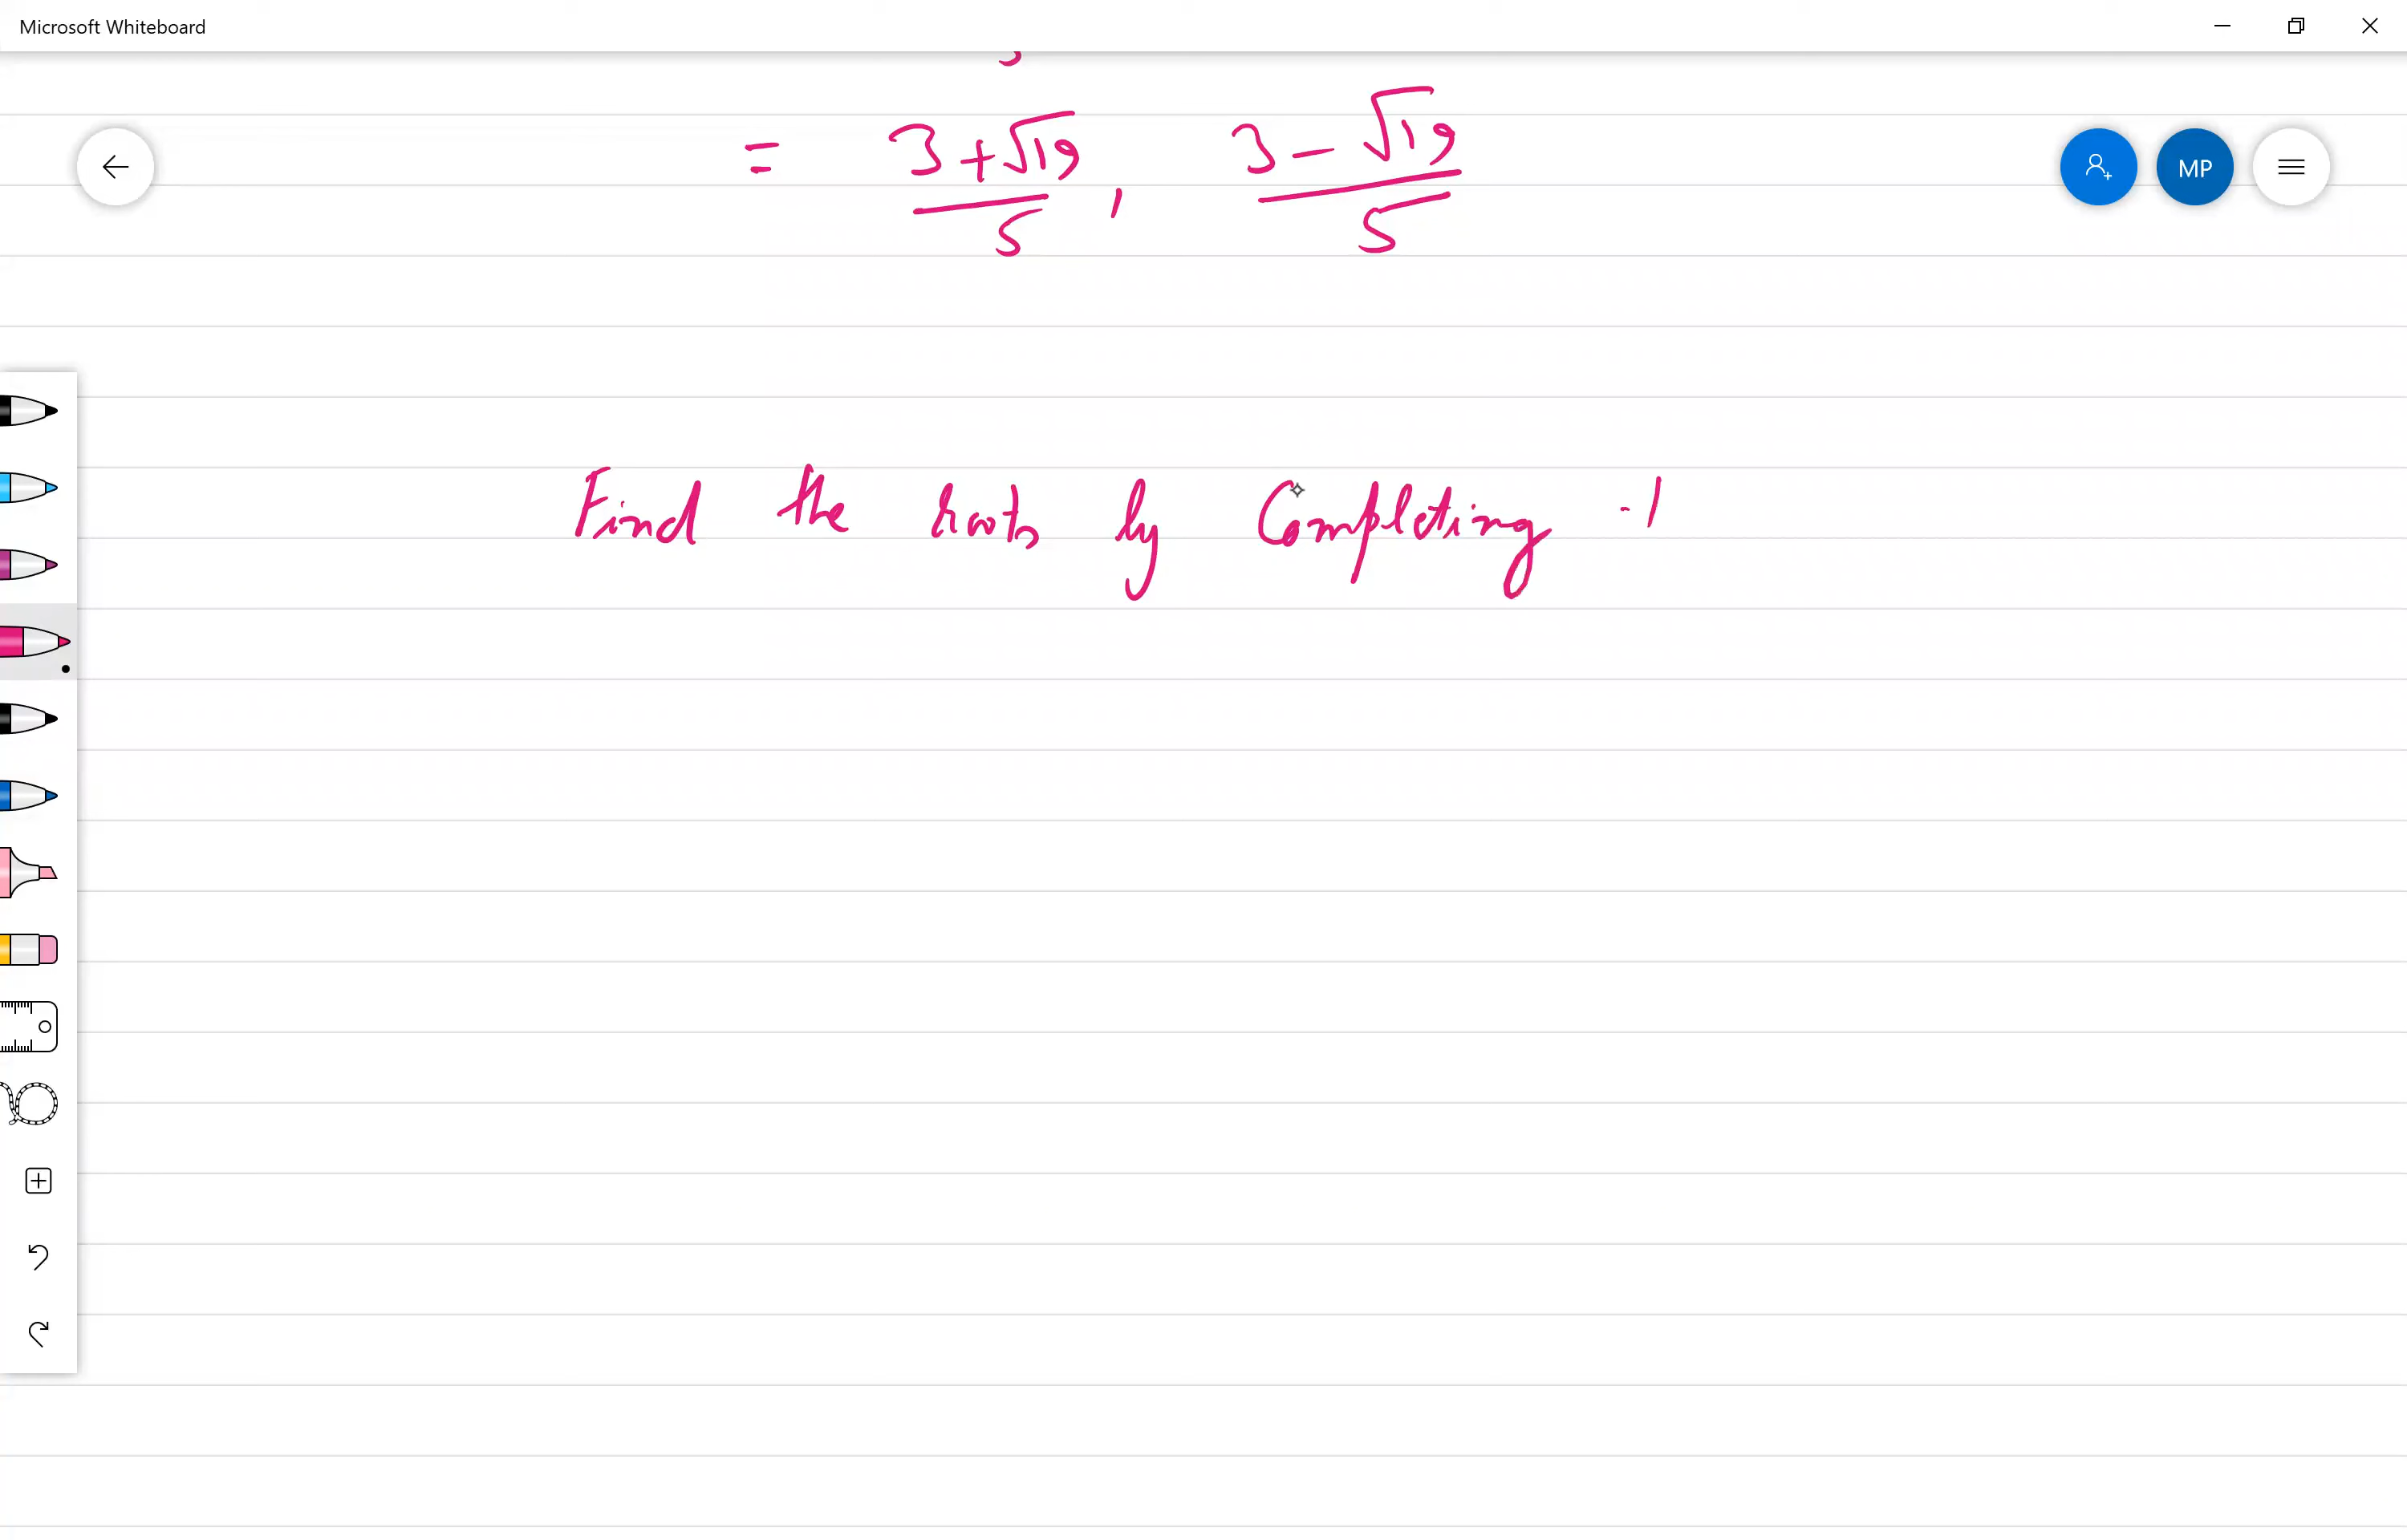 Microsoft Whiteboard
= 3+√19/5, 3-√19/5
MP
Find the roots by Completing